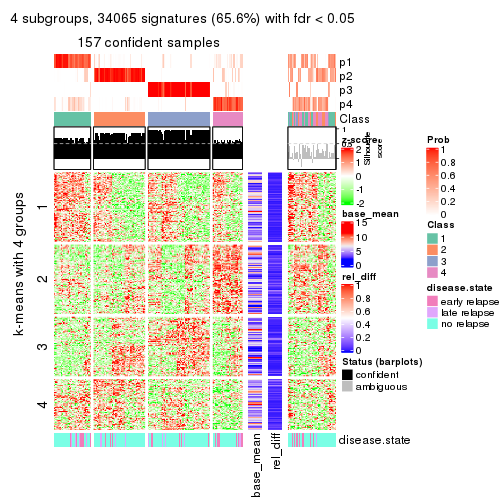 4 subgroups, 34065 signatures (65.6%) with fdr < 0.05
157 confident samples
p1
p2
p3
p4
Class
1
0.5
0
Silhouette
score
k-means with 4 groups
1
2
3
4
base_mean
rel_diff
disease.state
z-score
2
1
0
-1
-2
base_mean
15
10
5
0
rel_diff
1
0.8
0.6
0.4
0.2
0
Status (barplots)
confident
ambiguous
Prob
1
0.8
0.6
0.4
0.2
0
Class
1
2
3
4
disease.state
early relapse
late relapse
no relapse